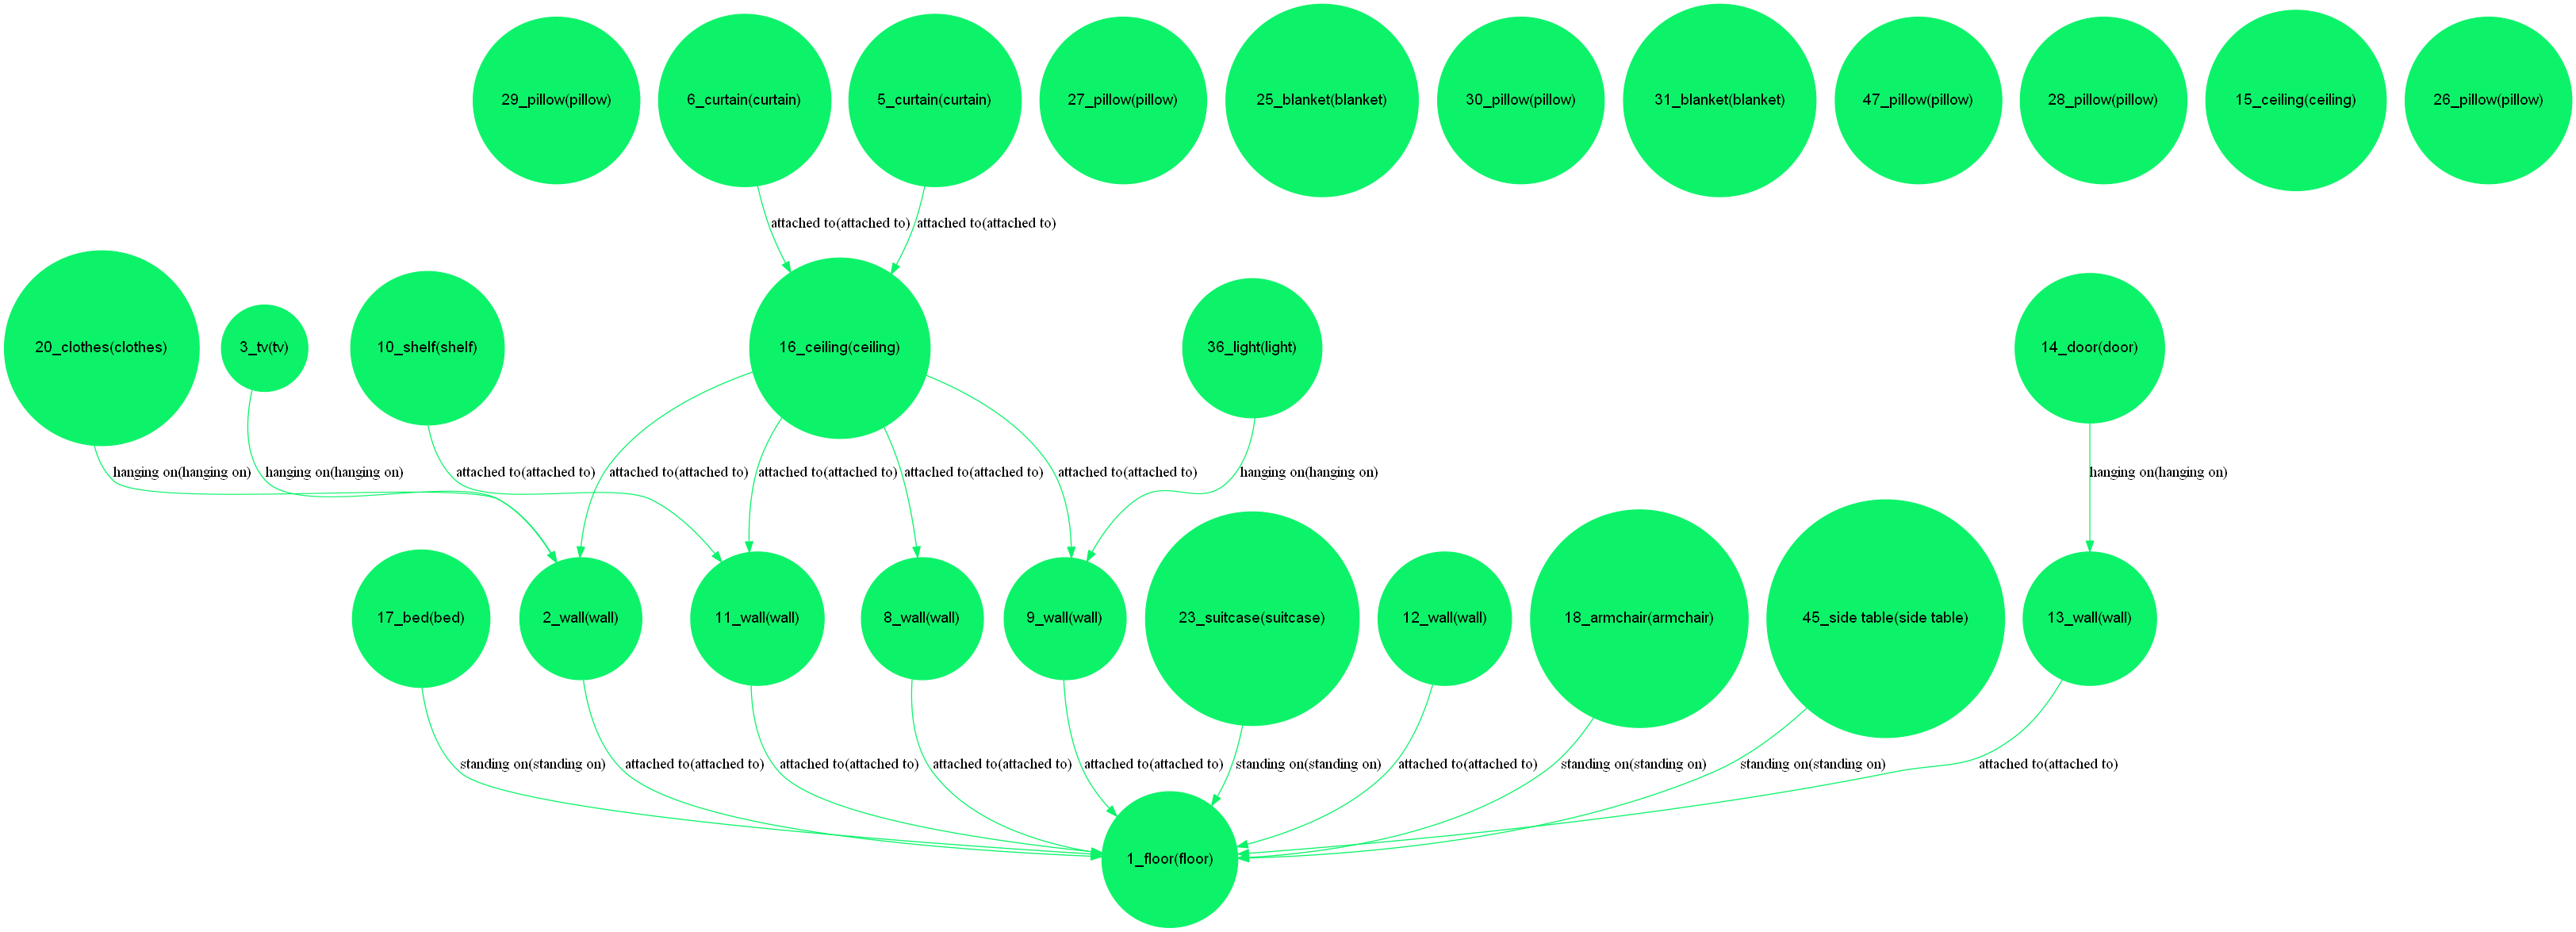 29_pillow(pillow)
6_curtain(curtain)
5_curtain(curtain)
27_pillow(pillow)
25_blanket(blanket)
30_pillow(pillow)
31_blanket(blanket)
47_pillow(pillow)
28_pillow(pillow)
15_ceiling(ceiling)
26_pillow(pillow)
attached to(attached to)
attached to(attached to)
20_clothes(clothes)
3_tv(tv)
10_shelf(shelf)
16_ceiling(ceiling)
36_light(light)
14_door(door)
hanging on(hanging on)
hanging on(hanging on)
attached to(attached to)
attached to(attached to)
attached to(attached to)
attached to(attached to)
attached to(attached to)
hanging on(hanging on)
hanging on(hanging on)
17_bed(bed)
2_wall(wall)
11_wall(wall)
8_wall(wall)
9_wall(wall)
23_suitcase(suitcase)
12_wall(wall)
18_armchair(armchair)
45_side table(side table)
13_wall(wall)
standing on(standing on)
attached to(attached to)
attached to(attached to)
attached to(attached to)
attached to(attached to)
standing on(standing on)
attached to(attached to)
standing on(standing on)
standing on(standing on)
attached to(attached to)
1_floor(floor)